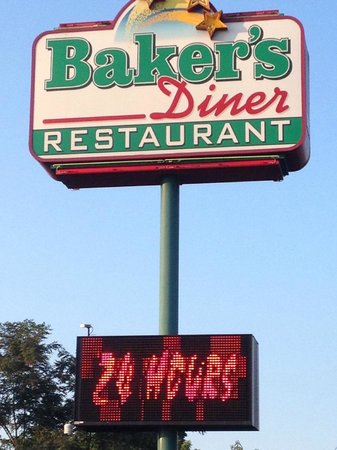 Baker's
Diner
RESTAURANT
24 HOURS